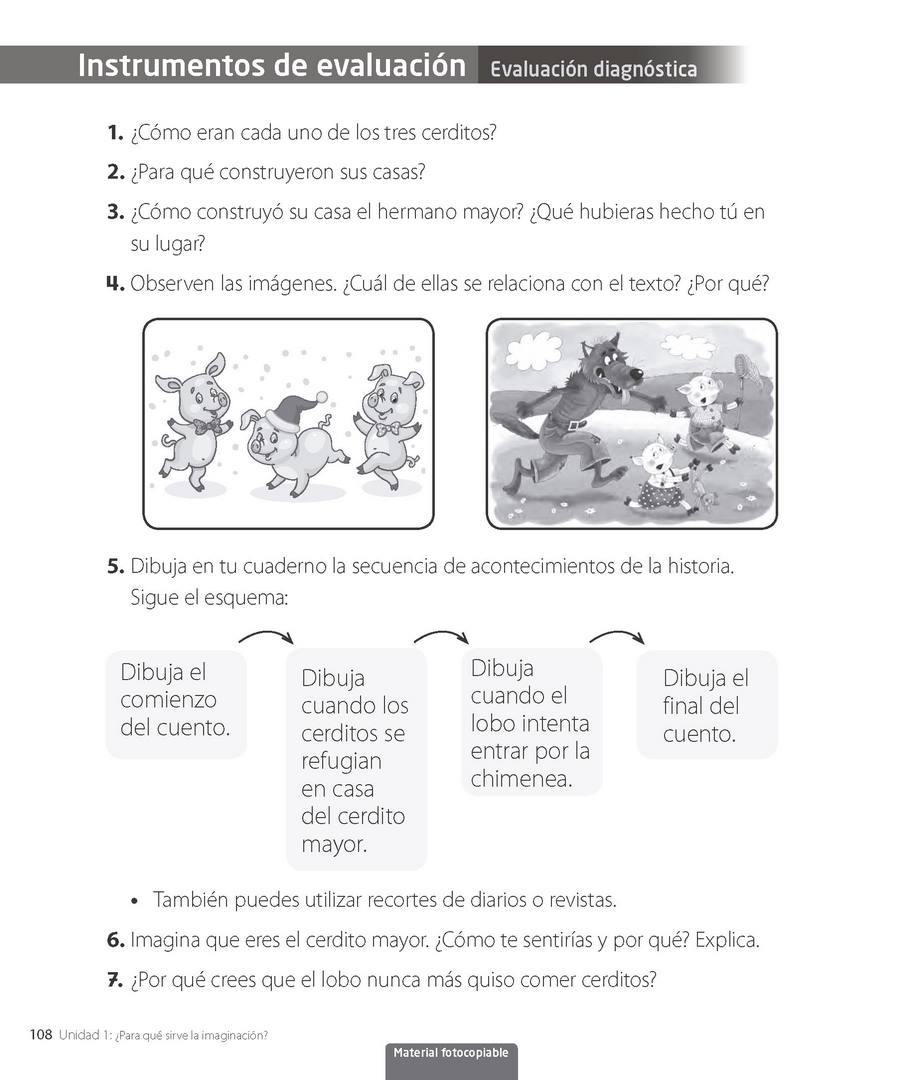 Instrumentos de evaluación Evaluación diagnóstica
1. ¿Cómo eran cada uno de los tres cerditos?
2. ¿Para qué construyeron sus casas?
3. ¿Cómo construyó su casa el hermano mayor? ¿Qué hubieras hecho tú en
su lugar?
4. Observen las imágenes. ¿Cuál de ellas se relaciona con el texto? ¿Por qué?
5. Dibuja en tu cuaderno la secuencia de acontecimientos de la historia.
Sigue el esquema:
Dibuja el
comienzo
del cuento.
Dibuja
cuando los
cerditos se
refugian
en casa
del cerdito
mayor.
Dibuja
cuando el
lobo intenta
entrar por la
chimenea.
Dibuja el
final del
cuento.
• También puedes utilizar recortes de diarios o revistas.
6. Imagina que eres el cerdito mayor. ¿Cómo te sentirías y por qué? Explica.
7. ¿Por qué crees que el lobo nunca más quiso comer cerditos?
108 Unidad 1: ¿Para qué sirve la imaginación?
Material fotocopiable